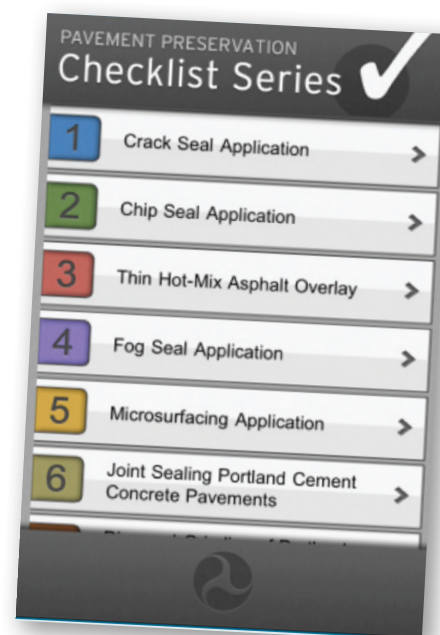 PAVEMENT PRESERVATION
Checklist Series
1 Crack Seal Application
2 Chip Seal Application
3 Thin Hot-Mix Asphalt Overlay
4 Fog Seal Application
5 Microsurfacing Application
6 Joint Sealing Portland Cement
Concrete Pavements